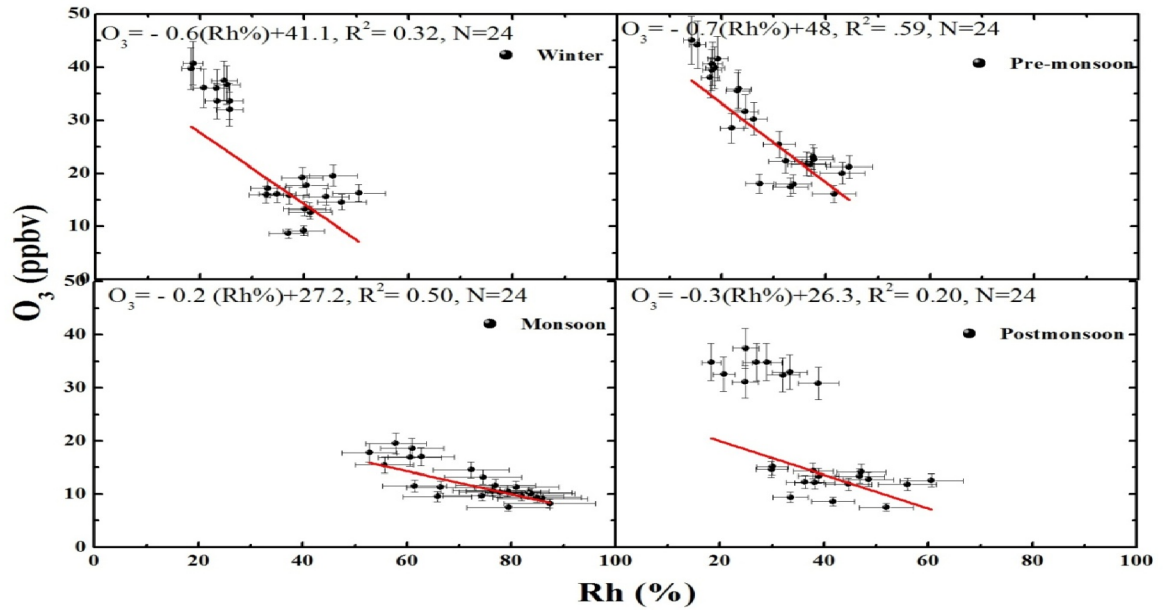 O3= - 0.6(Rh%)+41.1, R2= 0.32, N=24
Winter
O3= - 0.7(Rh%)+48, R2= .59, N=24
Pre-monsoon
50
40
30
20
10
50
O3= - 0.2 (Rh%)+27.2, R2= 0.50, N=24
Monsoon
O3= -0.3(Rh%)+26.3, R2= 0.20, N=24
Postmonsoon
40
30
20
10
0
O3 (ppbv)
0 20 40 60 80 100 20 40 60 80 100
Rh (%)